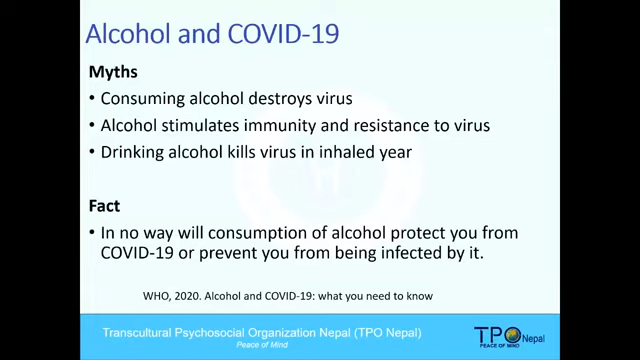 Alcohol and COVID-19
Myths
• Consuming alcohol destroys virus
• Alcohol stimulates immunity and resistance to virus
• Drinking alcohol kills virus in inhaled year
Fact
• In no way will consumption of alcohol protect you from
COVID-19 or prevent you from being infected by it.
WHO, 2020. Alcohol and COVID-19: what you need to know
Transcultural Psychosocial Organization Nepal (TPO Nepal)
Peace of Mind
TPO Nepal
PEACE OF MIND